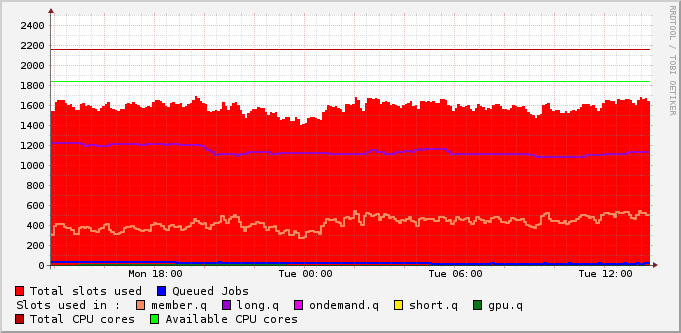 RRDTOOL / TOBI OETIKER
2400
2200
2000
1800
1600
1400
1200
1000
800
600
400
200
0
Mon 18:00 Tue 00:00 Tue 06:00 Tue 12:00
Total slots used Queued Jobs
Slots used in : member.q long.q ondemand.q short.q gpu.q
Total CPU cores Available CPU cores